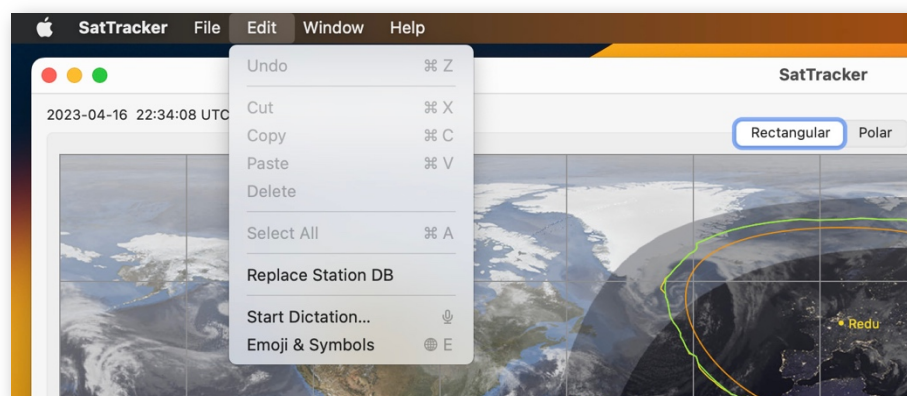 SatTracker File Edit Window Help
Undo ⌘ Z
SatTracker
Cut ⌘ X
2023-04-16 22:34:08 UTC
Copy ⌘ C
Rectangular Polar
Paste ⌘ V
Delete
Select All ⌘ A
Replace Station DB
Start Dictation...
Redu
Emoji & Symbols E